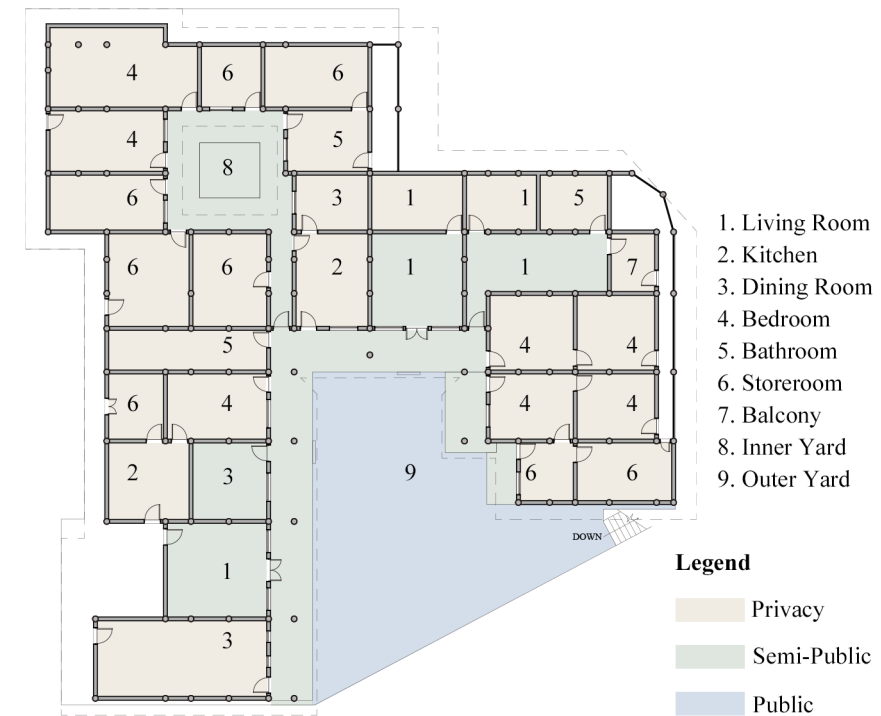 4
6
6
4
8
5
6
3
1
1
5
6
6
2
1
1
7
5
4
4
6
4
4
4
2
3
9
6
6
DOWN
1
3
1. Living Room
2. Kitchen
3. Dining Room
4. Bedroom
5. Bathroom
6. Storeroom
7. Balcony
8. Inner Yard
9. Outer Yard
Legend
Privacy
Semi-Public
Public